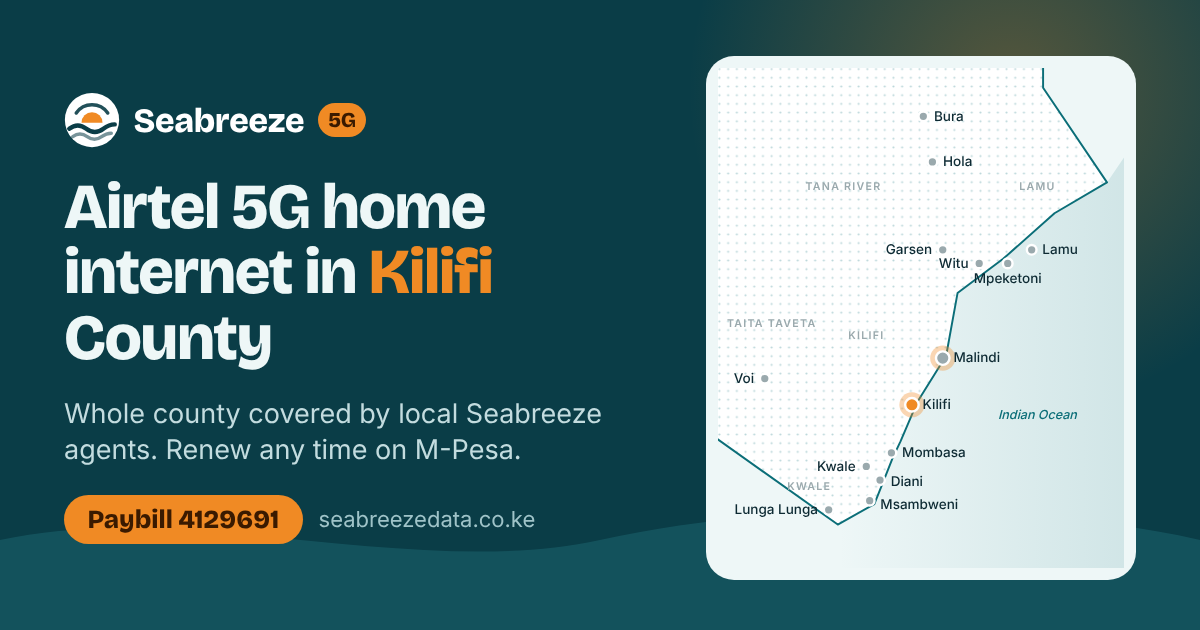 Seabreeze 5G
Airtel 5G home
internet in Kilifi
County
Whole county covered by local Seabreeze
agents. Renew any time on M-Pesa.
Paybill 4129691
seabreezedata.co.ke
Bura
Hola
TANA RIVER
LAMU
Garsen
Lamu
Witu
Mpeketoni
TAITA TAVETA
KILIFI
Malindi
Voi
Kilifi
Indian Ocean
Mombasa
Kwale
Diani
KWALE
Msambweni
Lunga Lunga